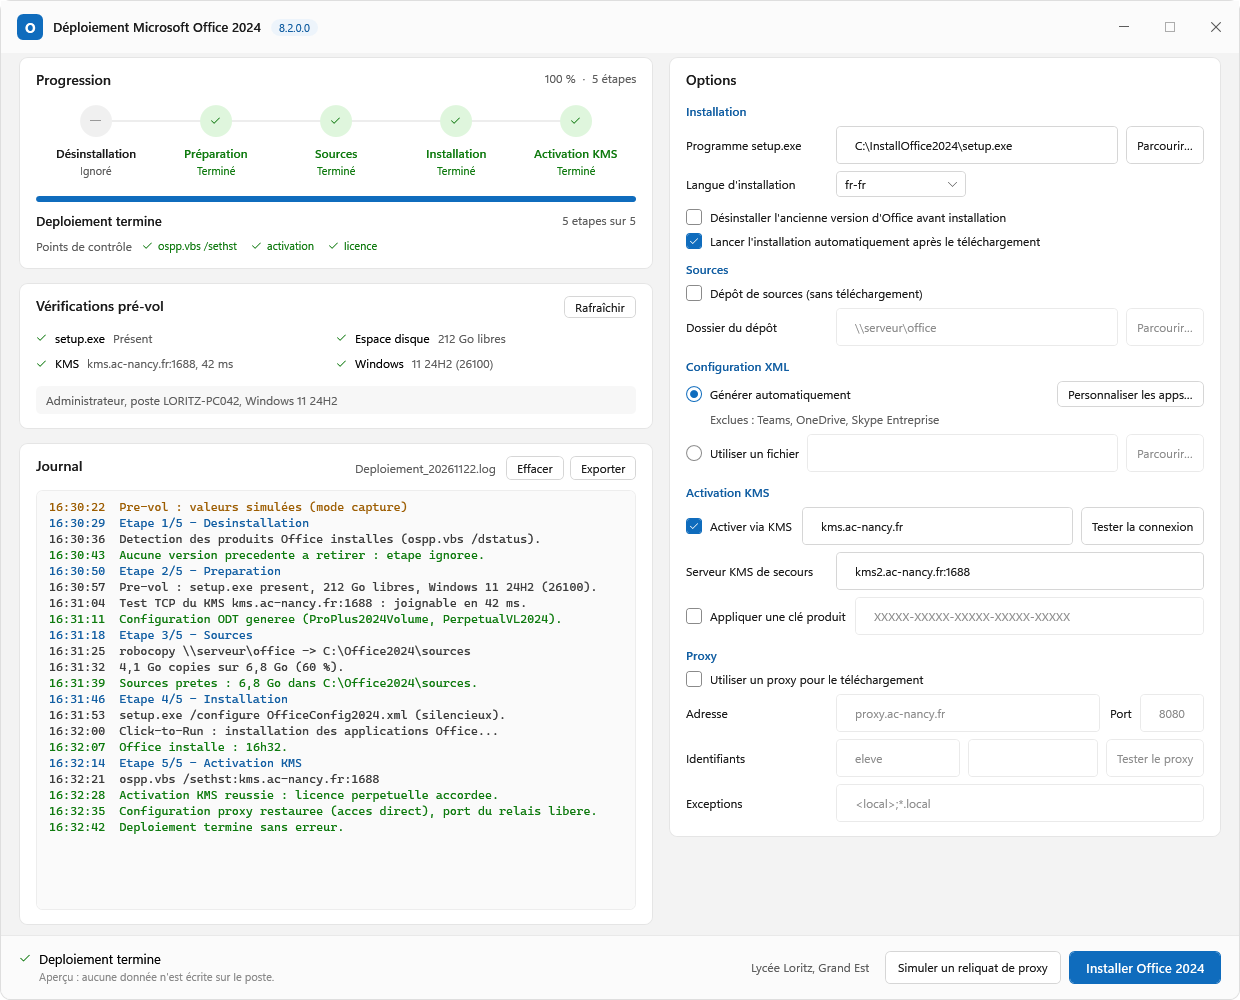 O Déploiement Microsoft Office 2024 8.2.0.0
Progression
100 % · 5 étapes
Désinstallation
Ignoré
Préparation
Terminé
Sources
Terminé
Installation
Terminé
Activation KMS
Terminé
Deploiement termine
5 etapes sur 5
Points de contrôle ospp.vbs /sethst activation licence
Vérifications pré-vol
Rafraîchir
setup.exe Présent
Espace disque 212 Go libres
KMS kms.ac-nancy.fr:1688, 42 ms
Windows 11 24H2 (26100)
Administrateur, poste LORITZ-PC042, Windows 11 24H2
Journal
Deploiement_20261122.log
Effacer
Exporter
16:30:22 Pre-vol : valeurs simulées (mode capture)
16:30:29 Etape 1/5 - Desinstallation
16:30:36 Detection des produits Office installes (ospp.vbs /dstatus).
16:30:43 Aucune version precedente a retirer : etape ignoree.
16:30:50 Etape 2/5 - Preparation
16:30:57 Pre-vol : setup.exe present, 212 Go libres, Windows 11 24H2 (26100).
16:31:04 Test TCP du KMS kms.ac-nancy.fr:1688 : joignable en 42 ms.
16:31:11 Configuration ODT generee (ProPlus2024Volume, PerpetualVL2024).
16:31:18 Etape 3/5 - Sources
16:31:25 robocopy \\serveur\office -> C:\Office2024\sources
16:31:32 4,1 Go copies sur 6,8 Go (60 %).
16:31:39 Sources pretes : 6,8 Go dans C:\Office2024\sources.
16:31:46 Etape 4/5 - Installation
16:31:53 setup.exe /configure OfficeConfig2024.xml (silencieux).
16:32:00 Click-to-Run : installation des applications Office...
16:32:07 Office installe : 16h32.
16:32:14 Etape 5/5 - Activation KMS
16:32:21 ospp.vbs /sethst:kms.ac-nancy.fr:1688
16:32:28 Activation KMS reussie : licence perpetuelle accordee.
16:32:35 Configuration proxy restauree (acces direct), port du relais libere.
16:32:42 Deploiement termine sans erreur.
Options
Installation
Programme setup.exe C:\InstallOffice2024\setup.exe Parcourir...
Langue d'installation fr-fr
Désinstaller l'ancienne version d'Office avant installation
Lancer l'installation automatiquement après le téléchargement
Sources
Dépôt de sources (sans téléchargement)
Dossier du dépôt \\serveur\office Parcourir...
Configuration XML
Générer automatiquement Personnaliser les apps...
Exclues : Teams, OneDrive, Skype Entreprise
Utiliser un fichier Parcourir...
Activation KMS
Activer via KMS kms.ac-nancy.fr Tester la connexion
Serveur KMS de secours kms2.ac-nancy.fr:1688
Appliquer une clé produit XXXXX-XXXXX-XXXXX-XXXXX-XXXXX
Proxy
Utiliser un proxy pour le téléchargement
Adresse proxy.ac-nancy.fr Port 8080
Identifiants eleve Tester le proxy
Exceptions <local>;*.local
Deploiement termine
Aperçu : aucune donnée n'est écrite sur le poste.
Lycée Loritz, Grand Est
Simuler un reliquat de proxy
Installer Office 2024